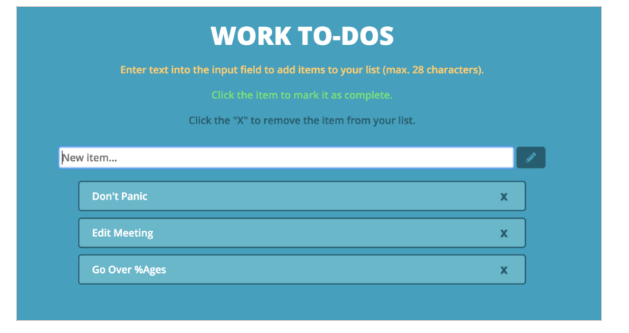 WORK TO-DOS
Enter text into the input field to add items to your list (max. 28 characters).
Click the item to mark it as complete.
Click the "X" to remove the item from your list.
New item...
Don't Panic X
Edit Meeting X
Go Over %Ages X